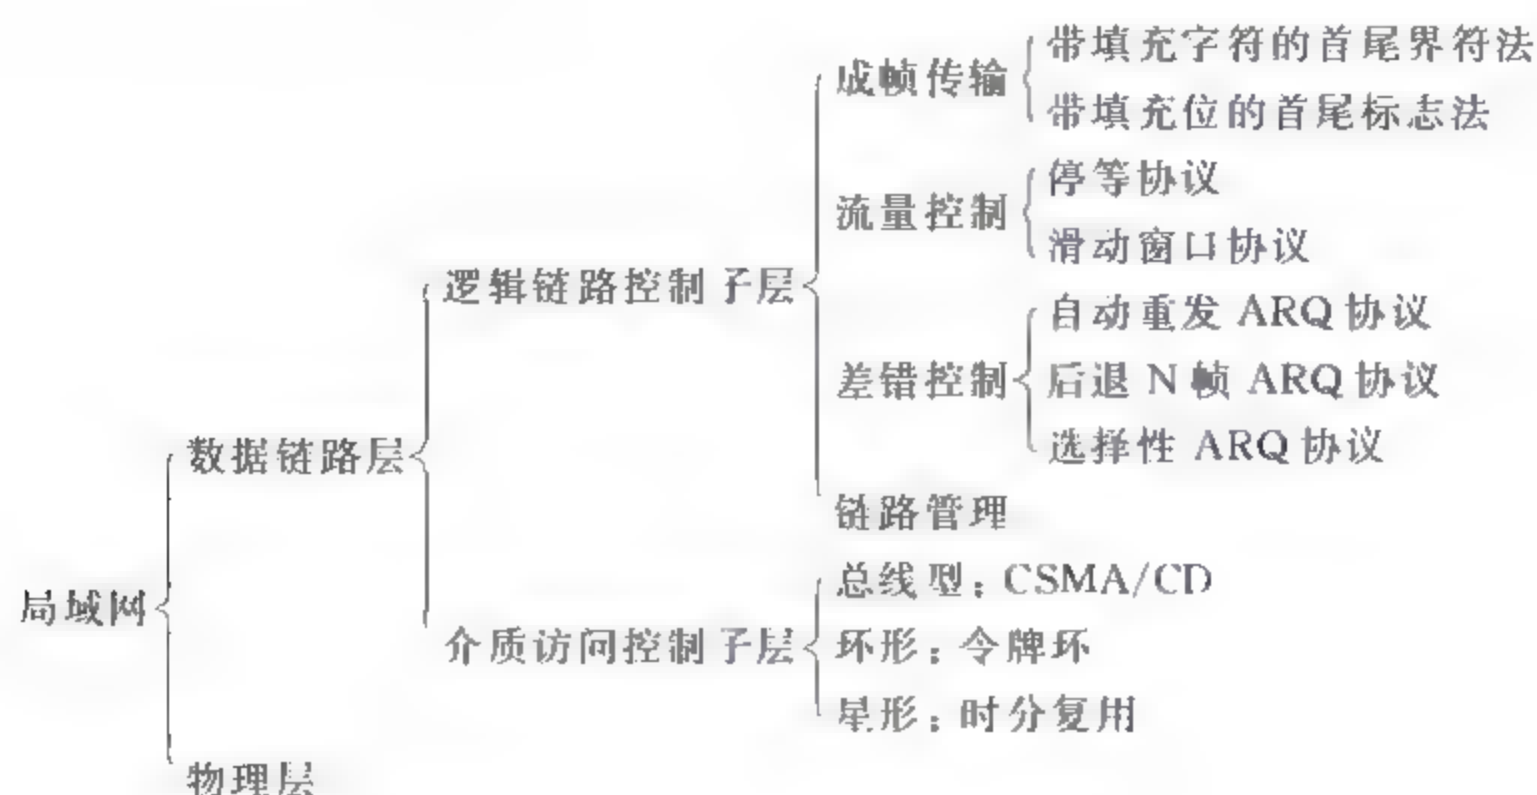 局域网
数据链路层
逻辑链路控制子层
成帧传输
带填充字符的首尾界符法
带填充位的首尾标志法
流量控制
停等协议
滑动窗口协议
差错控制
自动重发 ARQ 协议
后退 N 帧 ARQ 协议
选择性 ARQ 协议
链路管理
介质访问控制子层
总线型：CSMA/CD
环形：令牌环
星形：时分复用
物理层